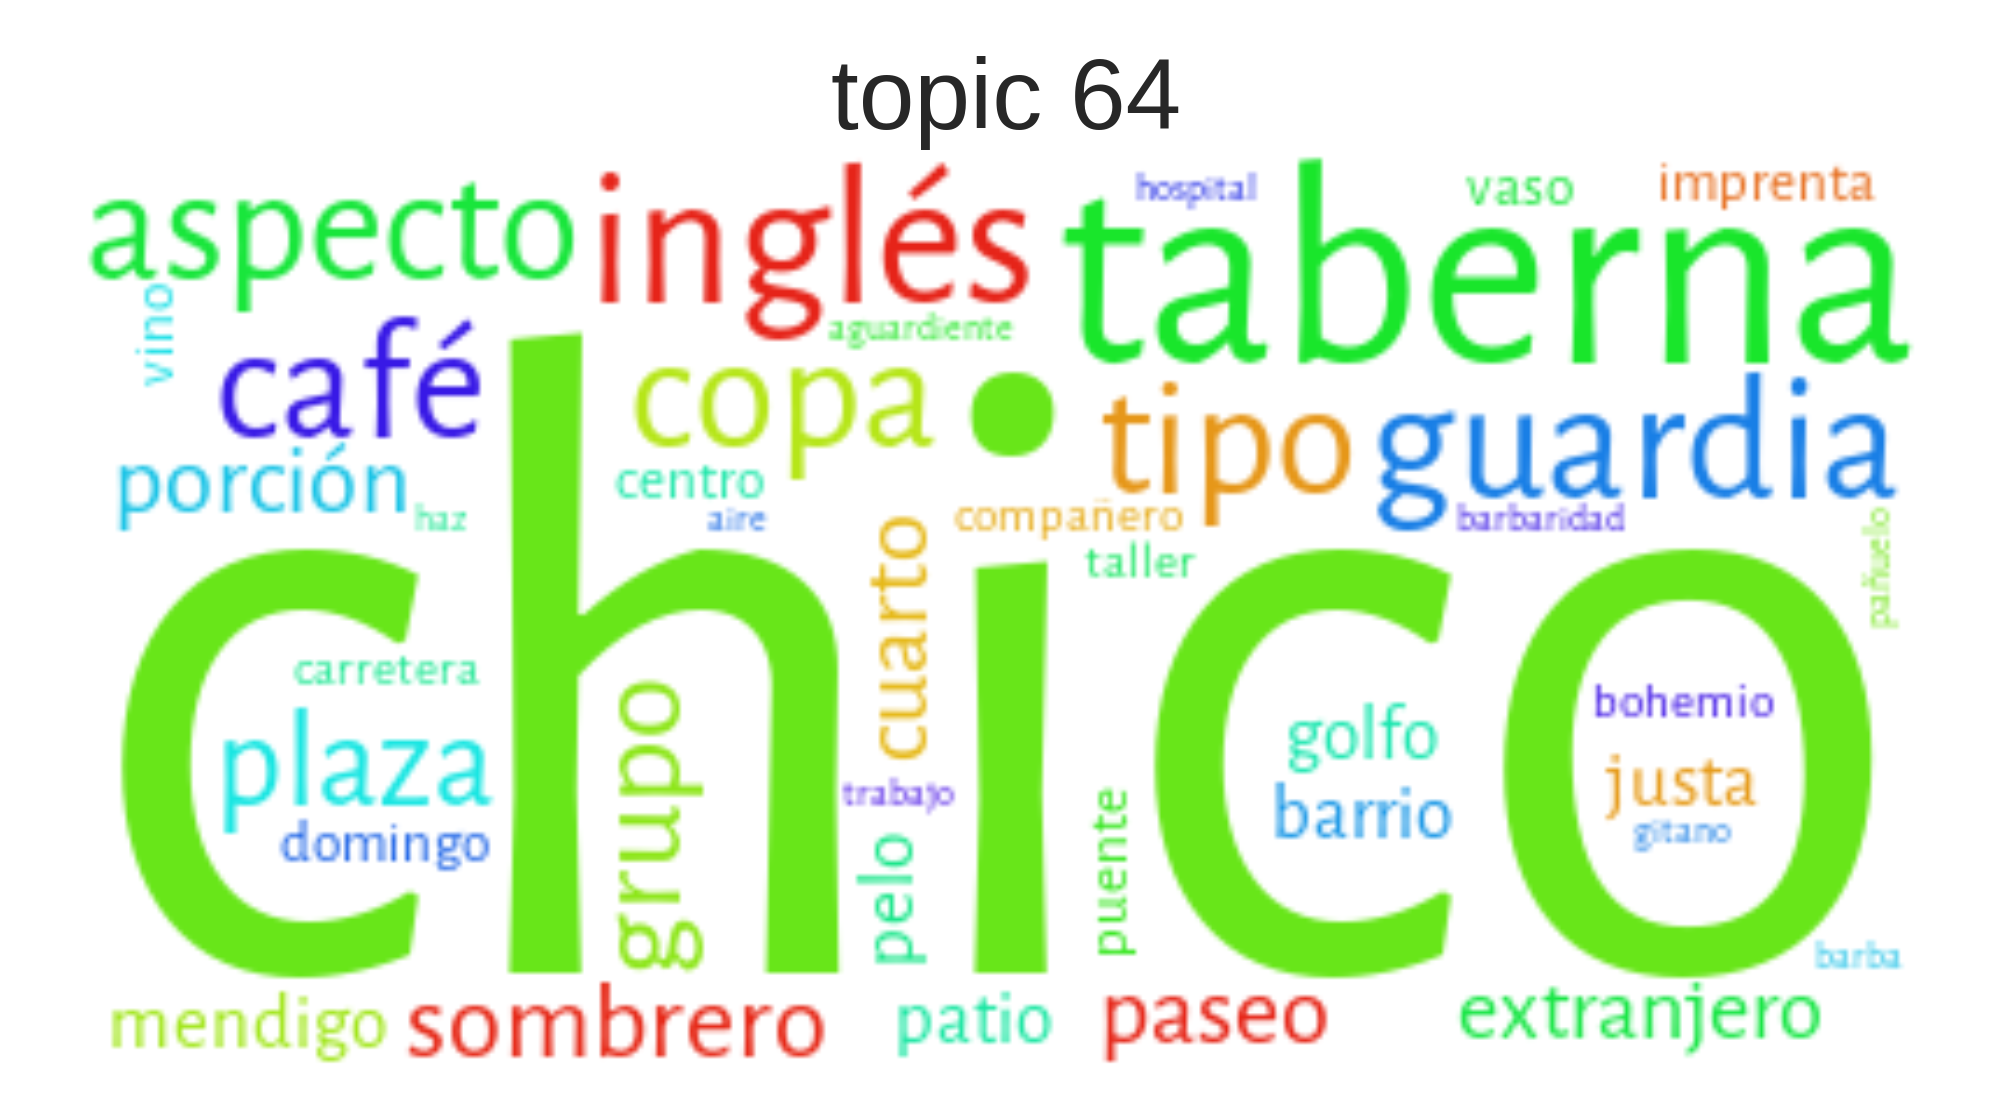 topic 64
hospital
vaso
imprenta
aspecto
inglés
taberna
vino
aguardiente
café
copa
tipo
guardia
porción
centro
haz
aire
compañero
barbaridad
pañuelo
taller
cuarto
chico
carretera
grupo
plaza
golfo
bohemio
justa
barrio
gitano
domingo
trabajo
pelo
puente
barba
mendigo
sombrero
patio
paseo
extranjero